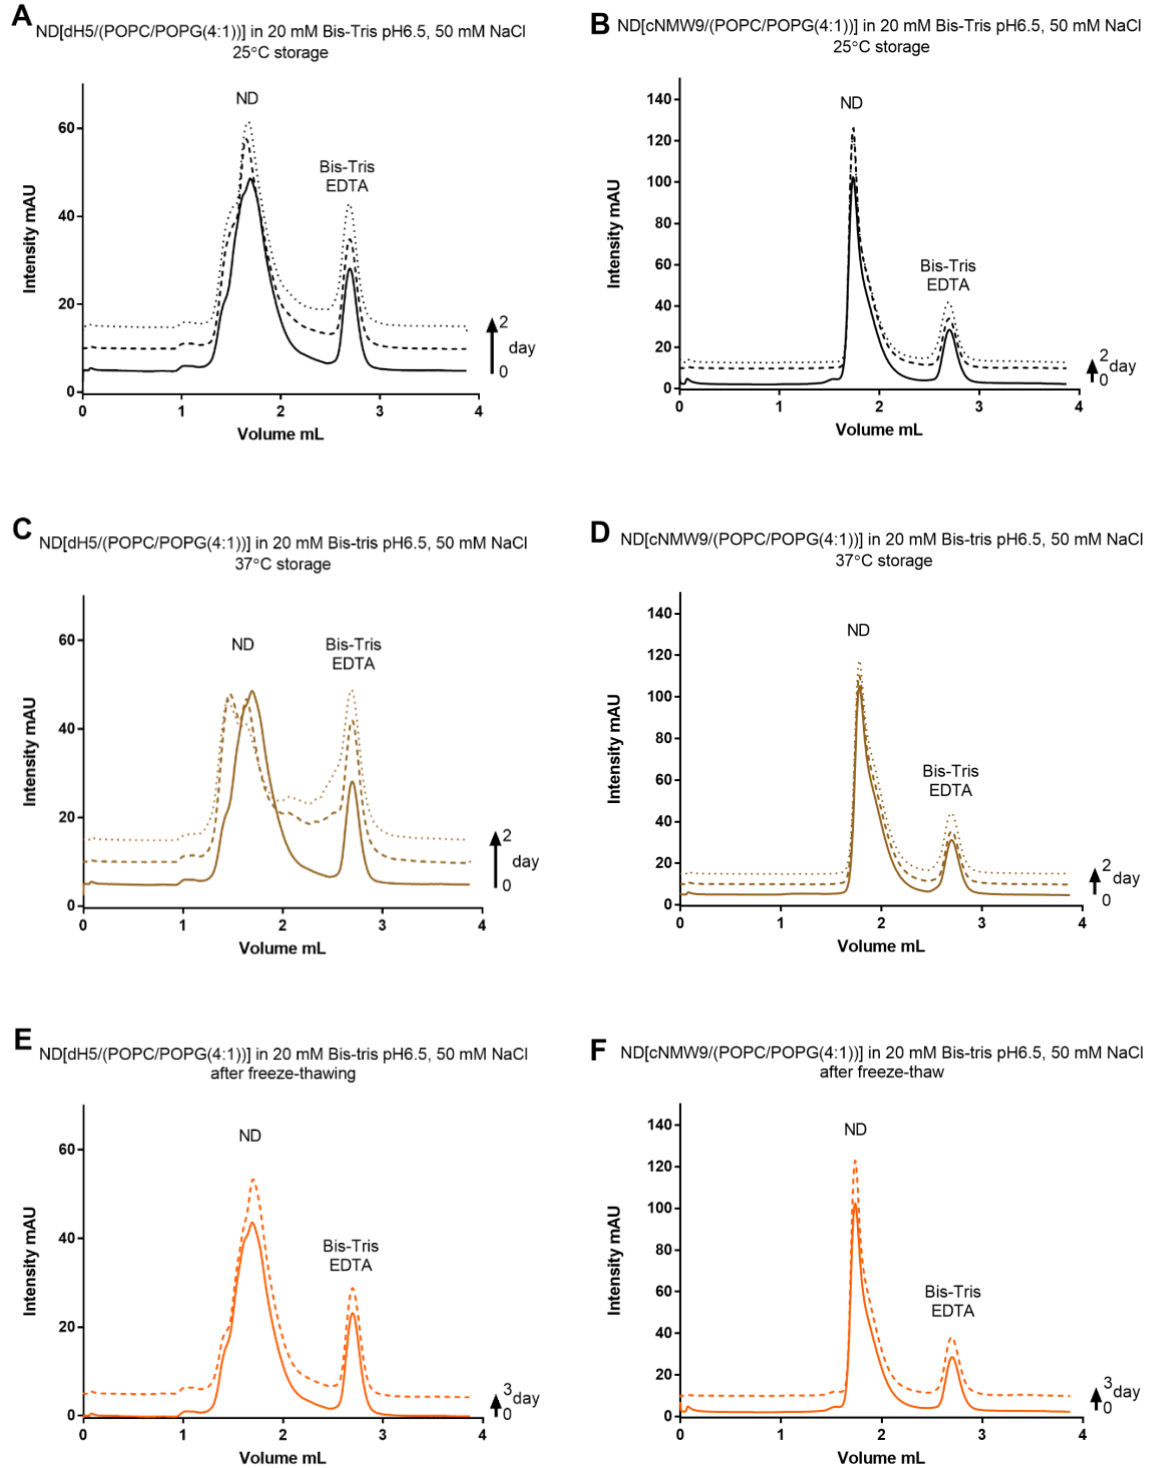 A
ND[dH5/(POPC/POPG(4:1))] in 20 mM Bis-Tris pH6.5, 50 mM NaCl
25°C storage
ND
Bis-Tris
EDTA
Intensity mAU
60
40
20
0
0
1
2
3
4
Volume mL
2
day
0
B
ND[cNMW9/(POPC/POPG(4:1))] in 20 mM Bis-Tris pH6.5, 50 mM NaCl
25°C storage
ND
Bis-Tris
EDTA
Intensity mAU
140
120
100
80
60
40
20
0
0
1
2
3
4
Volume mL
2
day
0
C
ND[dH5/(POPC/POPG(4:1))] in 20 mM Bis-tris pH6.5, 50 mM NaCl
37°C storage
ND
Bis-Tris
EDTA
Intensity mAU
60
40
20
0
0
1
2
3
4
Volume mL
2
day
0
D
ND[cNMW9/(POPC/POPG(4:1))] in 20 mM Bis-tris pH6.5, 50 mM NaCl
37°C storage
ND
Bis-Tris
EDTA
Intensity mAU
140
120
100
80
60
40
20
0
0
1
2
3
4
Volume mL
2
day
0
E
ND[dH5/(POPC/POPG(4:1))] in 20 mM Bis-tris pH6.5, 50 mM NaCl
after freeze-thawing
ND
Bis-Tris
EDTA
Intensity mAU
60
40
20
0
0
1
2
3
4
Volume mL
3
day
0
F
ND[cNMW9/(POPC/POPG(4:1))] in 20 mM Bis-tris pH6.5, 50 mM NaCl
after freeze-thaw
ND
Bis-Tris
EDTA
Intensity mAU
140
120
100
80
60
40
20
0
0
1
2
3
4
Volume mL
3
day
0